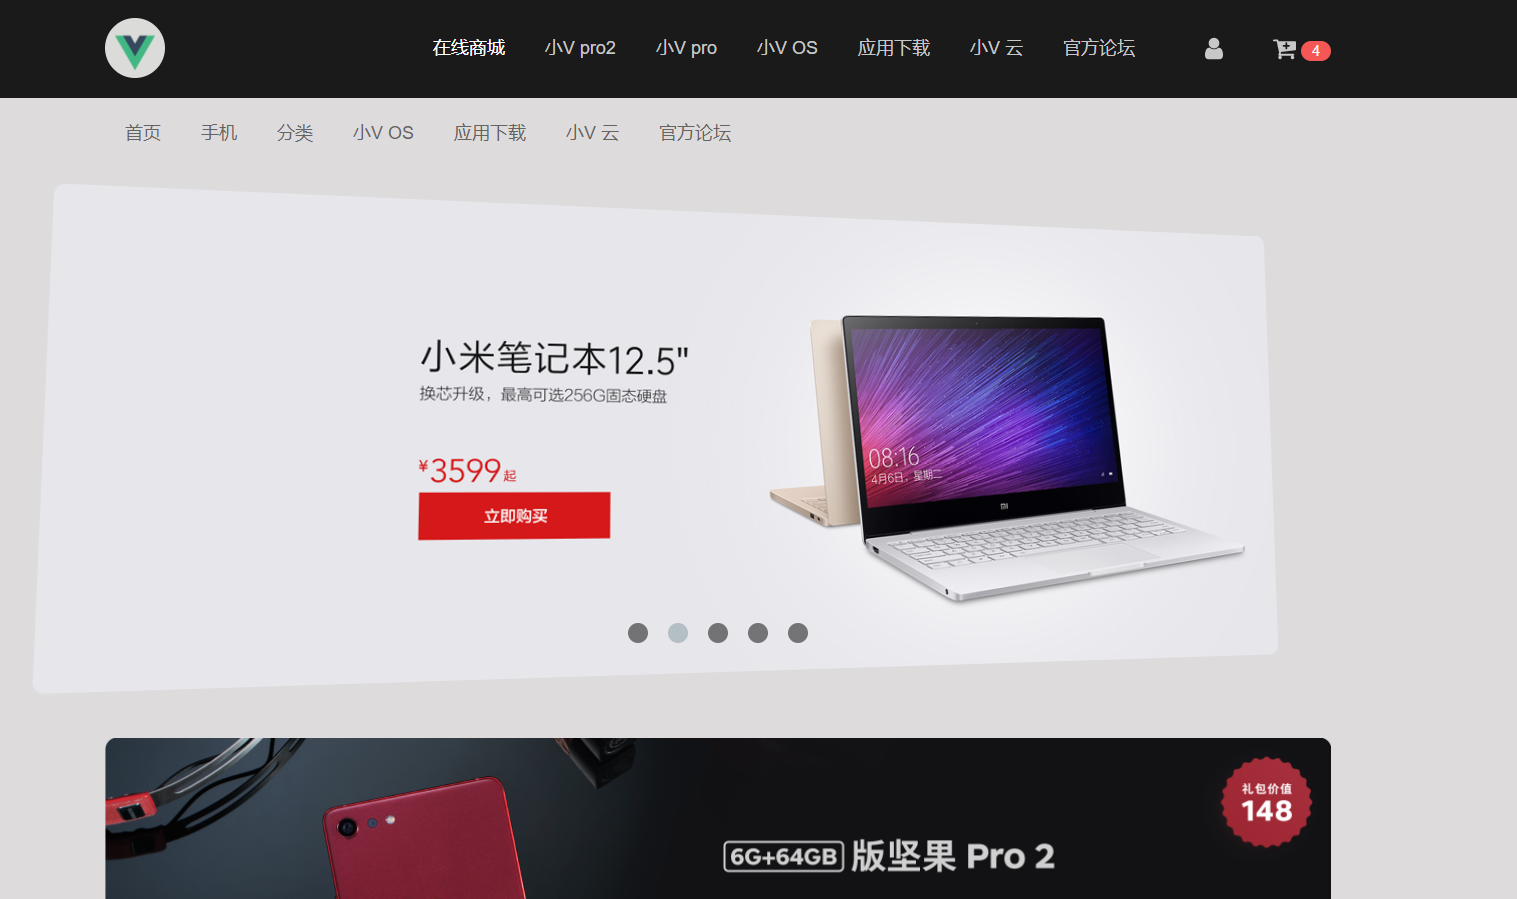 在线商城 小V pro2 小V pro 小V OS 应用下载 小V 云 官方论坛 4
首页 手机 分类 小V OS 应用下载 小V 云 官方论坛
小米笔记本12.5"
换芯升级，最高可选256G固态硬盘
¥3599起
立即购买
08:16
4月6日，星期二
mi
礼包价值
148
6G+64GB 版坚果 Pro 2